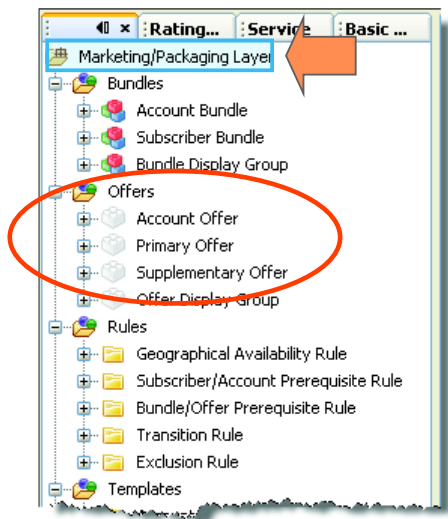 Rating... Service Basic ...
Marketing/Packaging Layer
Bundles
Account Bundle
Subscriber Bundle
Bundle Display Group
Offers
Account Offer
Primary Offer
Supplementary Offer
Offer Display Group
Rules
Geographical Availability Rule
Subscriber/Account Prerequisite Rule
Bundle/Offer Prerequisite Rule
Transition Rule
Exclusion Rule
Templates